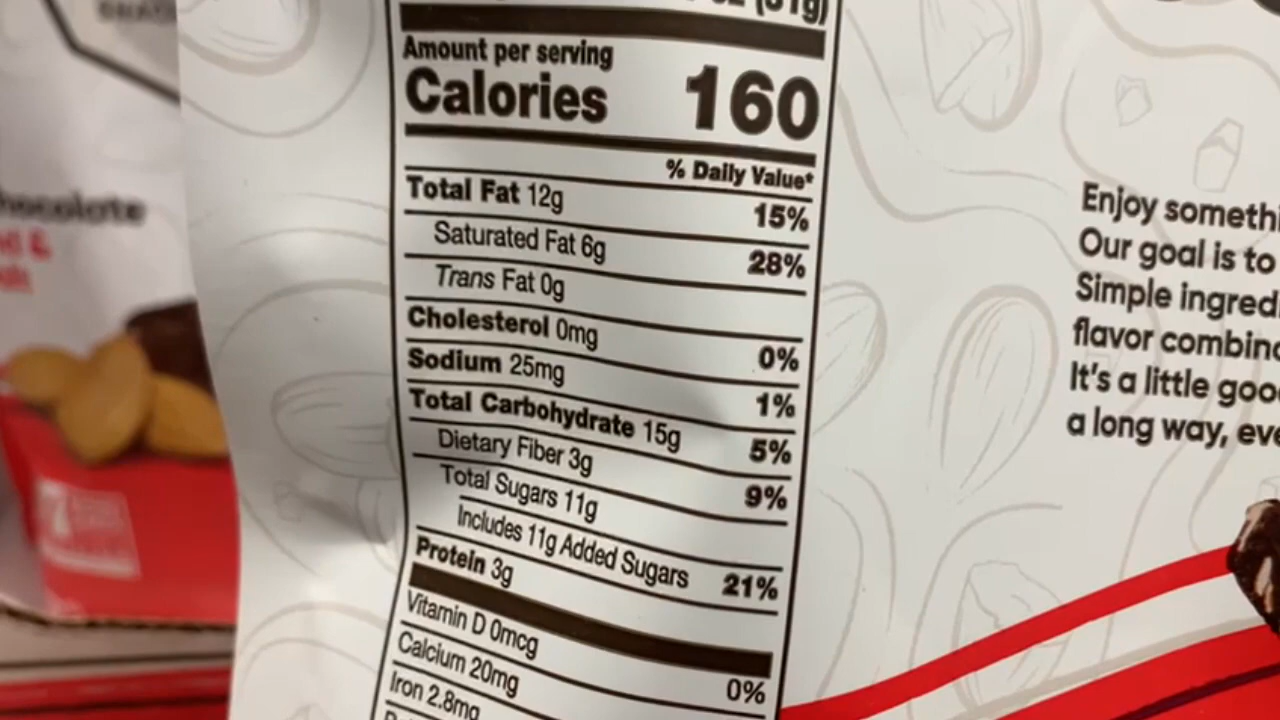 (31g)
Amount per serving
Calories 160
% Daily Value*
Total Fat 12g 15%
Saturated Fat 6g 28%
Trans Fat 0g
Cholesterol 0mg 0%
Sodium 25mg 1%
Total Carbohydrate 15g 5%
Dietary Fiber 3g 9%
Total Sugars 11g
Includes 11g Added Sugars 21%
Protein 3g
Vitamin D 0mcg 0%
Calcium 20mg
Iron 2.8mg
Enjoy somethi
Our goal is to
Simple ingredi
flavor combina
It's a little goo
a long way, eve
hocolate